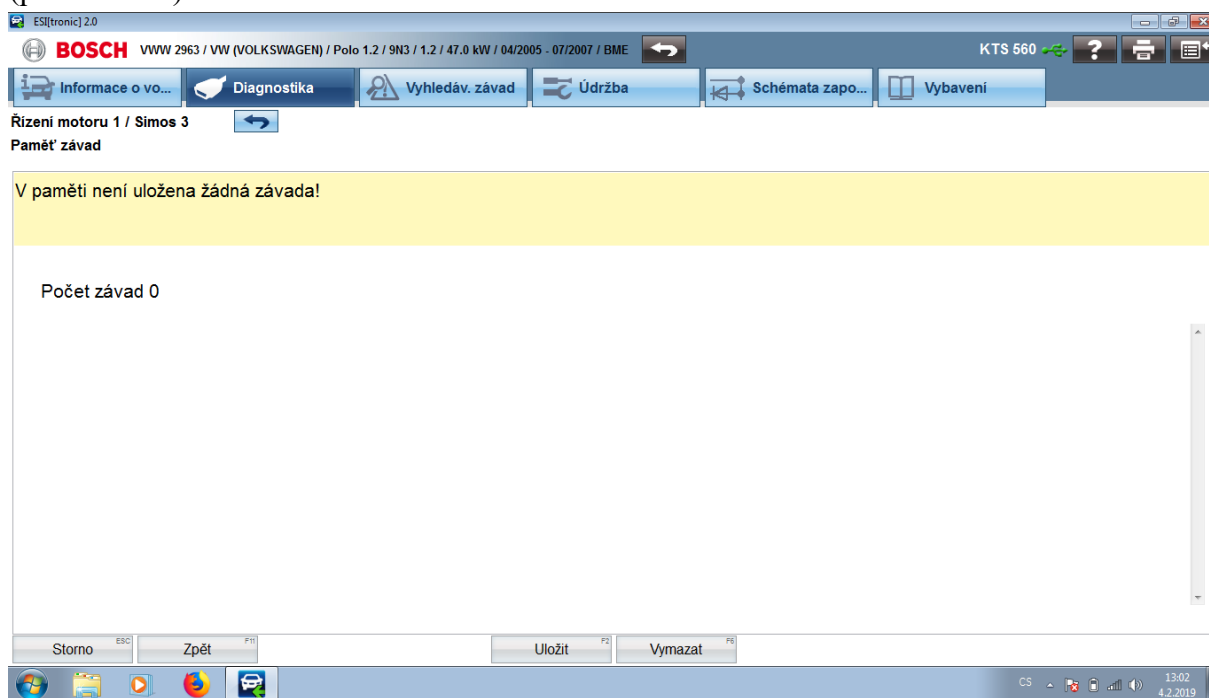 ESI[tronic] 2.0
BOSCH VWW 2963 / VW (VOLKSWAGEN) / Polo 1.2 / 9N3 / 1.2 / 47.0 kW / 04/2005 - 07/2007 / BME KTS 560 ?
Informace o vo... Diagnostika Vyhledáv. závad Údržba Schémata zapo... Vybavení
Řízení motoru 1 / Simos 3
Paměť závad
V paměti není uložena žádná závada!
Počet závad 0
Storno ESC Zpět F11 Uložit F2 Vymazat F6
CS 13:02
4.2.2019